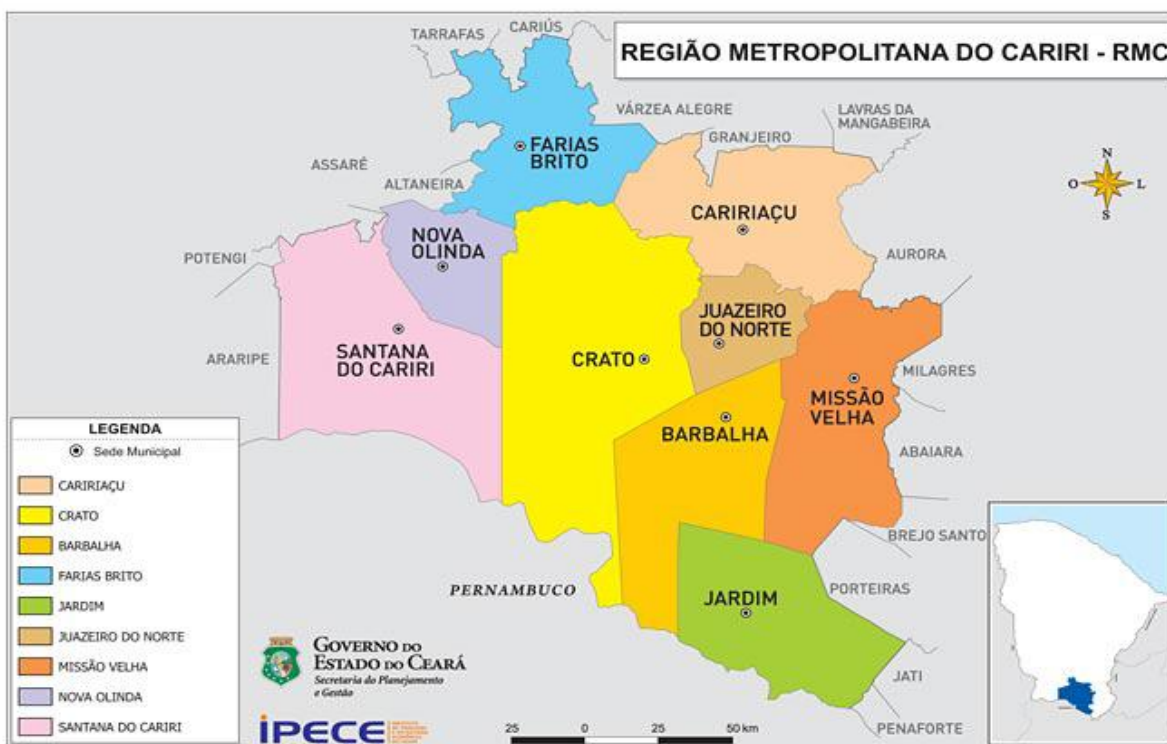 REGIÃO METROPOLITANA DO CARIRI - RMC
TARRAFAS
CARIÚS
VÁRZEA ALEGRE
GRANJEIRO
LAVRAS DA
MANGABEIRA
FARIAS
BRITO
ASSARÉ
ALTANEIRA
N
O
L
S
CARIRIAÇU
NOVA
OLINDA
POTENGI
AURORA
JUAZEIRO
DO NORTE
SANTANA
DO CARIRI
CRATO
ARARIPE
MILAGRES
MISSÃO
VELHA
BARBALHA
ABAIARA
BREJO SANTO
PERNAMBUCO
JARDIM
PORTEIRAS
JATI
PENAFORTE
LEGENDA
Sede Municipal
CARIRIAÇU
CRATO
BARBALHA
FARIAS BRITO
JARDIM
JUAZEIRO DO NORTE
MISSÃO VELHA
NOVA OLINDA
SANTANA DO CARIRI
GOVERNO DO
ESTADO DO CEARÁ
Secretaria do Planejamento
e Gestão
IPECE
25 0 25 50 km